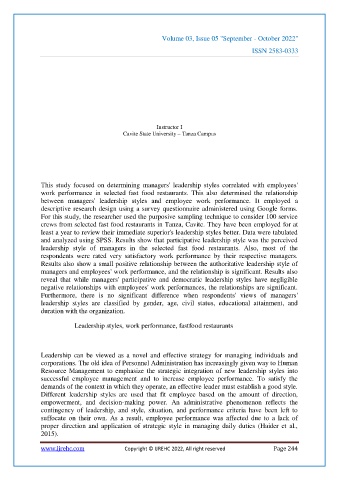 Volume 03, Issue 05 "September - October 2022"
ISSN 2583-0333
Instructor I
Cavite State University – Tanza Campus
This study focused on determining managers' leadership styles correlated with employees'
work performance in selected fast food restaurants. This also determined the relationship
between managers' leadership styles and employee work performance. It employed a
descriptive research design using a survey questionnaire administered using Google forms.
For this study, the researcher used the purposive sampling technique to consider 100 service
crews from selected fast food restaurants in Tanza, Cavite. They have been employed for at
least a year to review their immediate superior's leadership styles better. Data were tabulated
and analyzed using SPSS. Results show that participative leadership style was the perceived
leadership style of managers in the selected fast food restaurants. Also, most of the
respondents were rated very satisfactory work performance by their respective managers.
Results also show a small positive relationship between the authoritative leadership style of
managers and employees' work performance, and the relationship is significant. Results also
reveal that while managers' participative and democratic leadership styles have negligible
negative relationships with employees' work performances, the relationships are significant.
Furthermore, there is no significant difference when respondents' views of managers'
leadership styles are classified by gender, age, civil status, educational attainment, and
duration with the organization.
Leadership styles, work performance, fastfood restaurants
Leadership can be viewed as a novel and effective strategy for managing individuals and
corporations. The old idea of Personnel Administration has increasingly given way to Human
Resource Management to emphasize the strategic integration of new leadership styles into
successful employee management and to increase employee performance. To satisfy the
demands of the context in which they operate, an effective leader must establish a good style.
Different leadership styles are used that fit employee based on the amount of direction,
empowerment, and decision-making power. An administrative phenomenon reflects the
contingency of leadership, and style, situation, and performance criteria have been left to
suffocate on their own. As a result, employee performance was affected due to a lack of
proper direction and application of strategic style in managing daily duties (Haider et al.,
2015).
www.ijrehc.com Copyright © IJREHC 2022, All right reserved Page 244